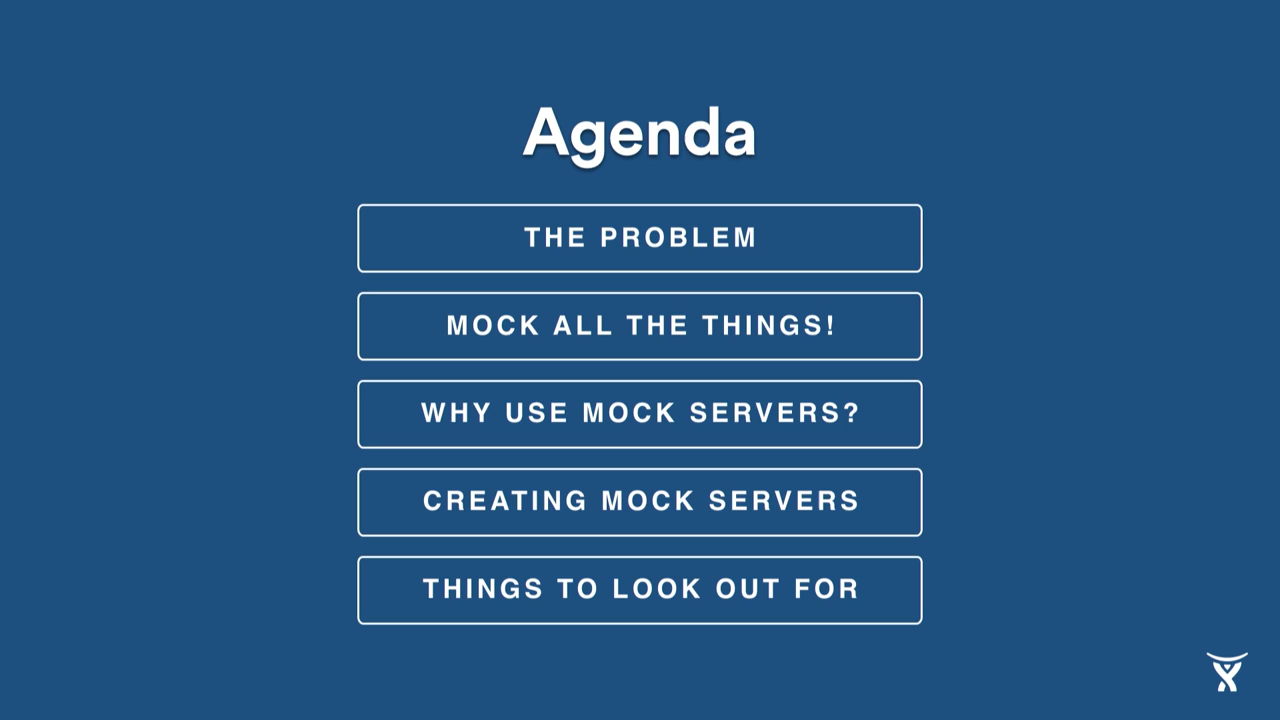 Agenda
THE PROBLEM
MOCK ALL THE THINGS!
WHY USE MOCK SERVERS?
CREATING MOCK SERVERS
THINGS TO LOOK OUT FOR